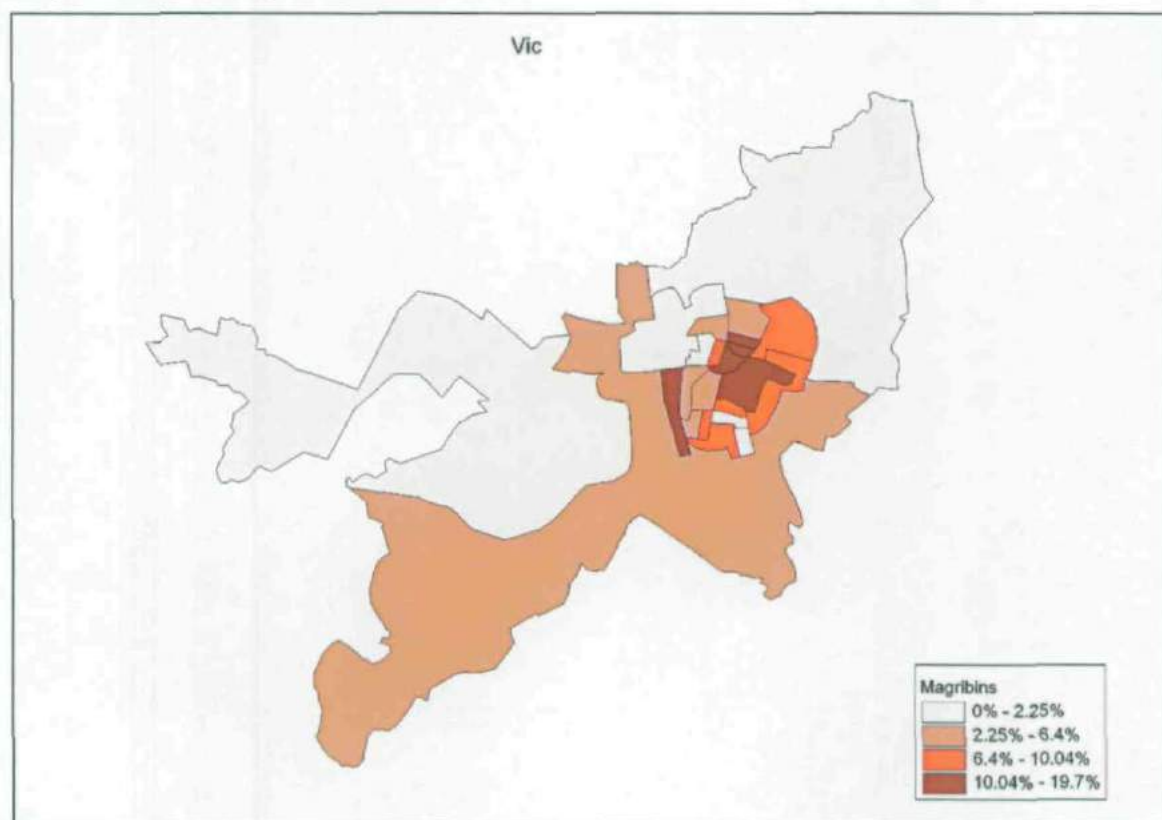 Vic
Magribins
0% - 2.25%
2.25% - 6.4%
6.4% - 10.04%
10.04% - 19.7%